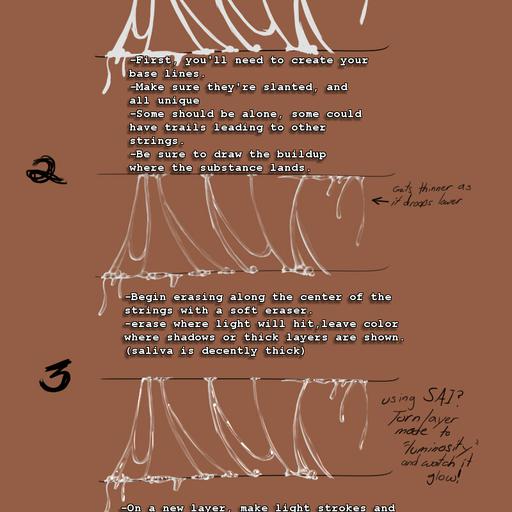 -First, you'll need to create your
base lines.
-Make sure they're slanted, and
all unique
-Some should be alone, some could
have trails leading to other
strings.
-Be sure to draw the buildup
where the substance lands.
2
Gets thinner as
it droops lower
-Begin erasing along the center of the
strings with a soft eraser.
-erase where light will hit,leave color
where shadows or thick layers are shown.
(saliva is decently thick)
3
using SAI?
Turn layer
mode to
"luminosity"
and watch it
glow!
-On a new layer, make light strokes and